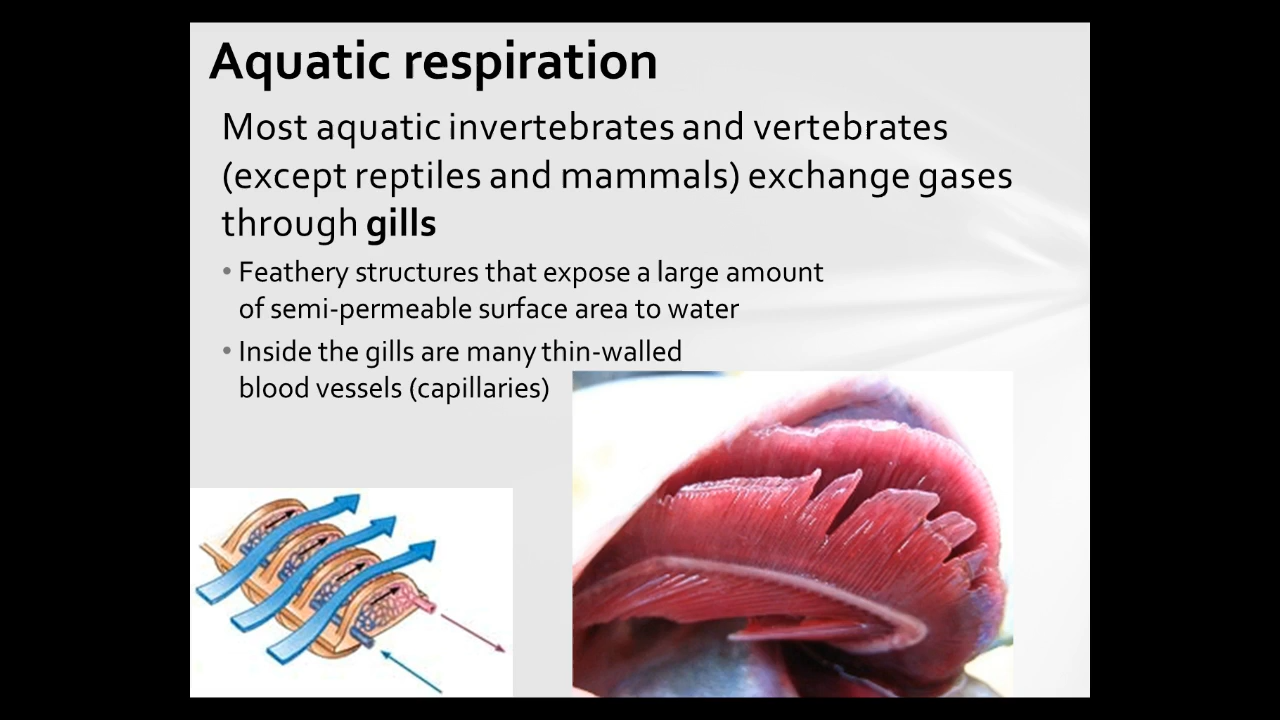 Aquatic respiration
Most aquatic invertebrates and vertebrates
(except reptiles and mammals) exchange gases
through gills
• Feathery structures that expose a large amount
of semi-permeable surface area to water
• Inside the gills are many thin-walled
blood vessels (capillaries)